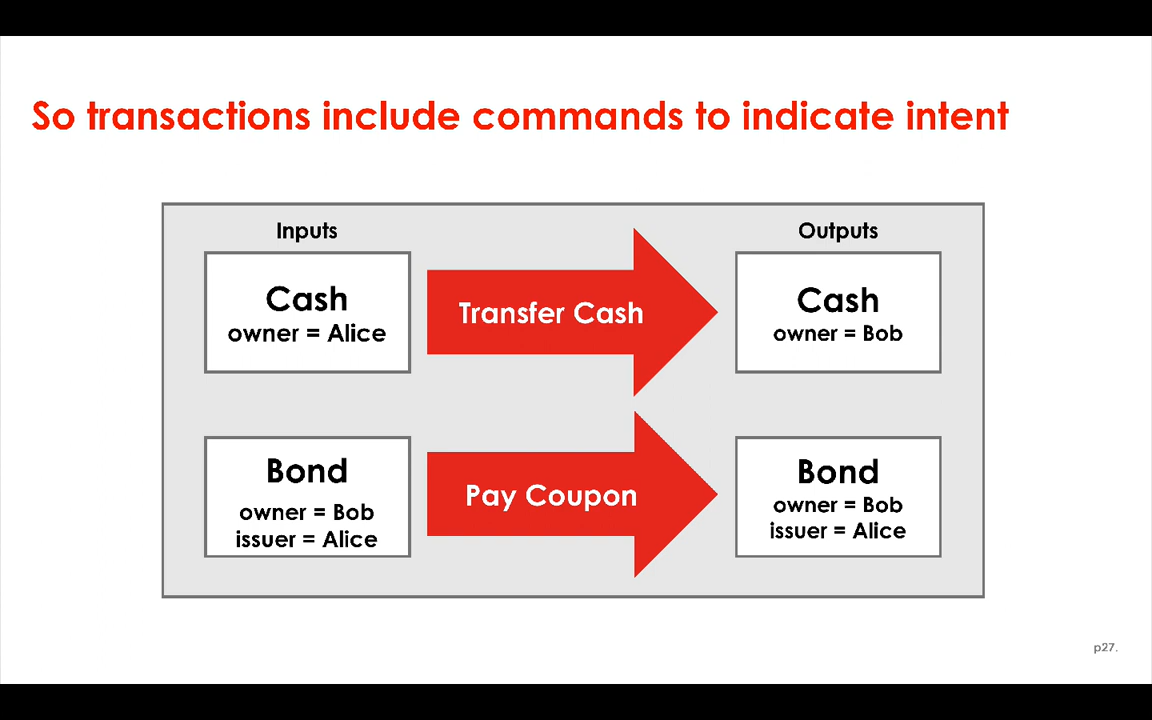 So transactions include commands to indicate intent
Inputs
Outputs
Cash
owner = Alice
Transfer Cash
Cash
owner = Bob
Bond
owner = Bob
issuer = Alice
Pay Coupon
Bond
owner = Bob
issuer = Alice
p27.